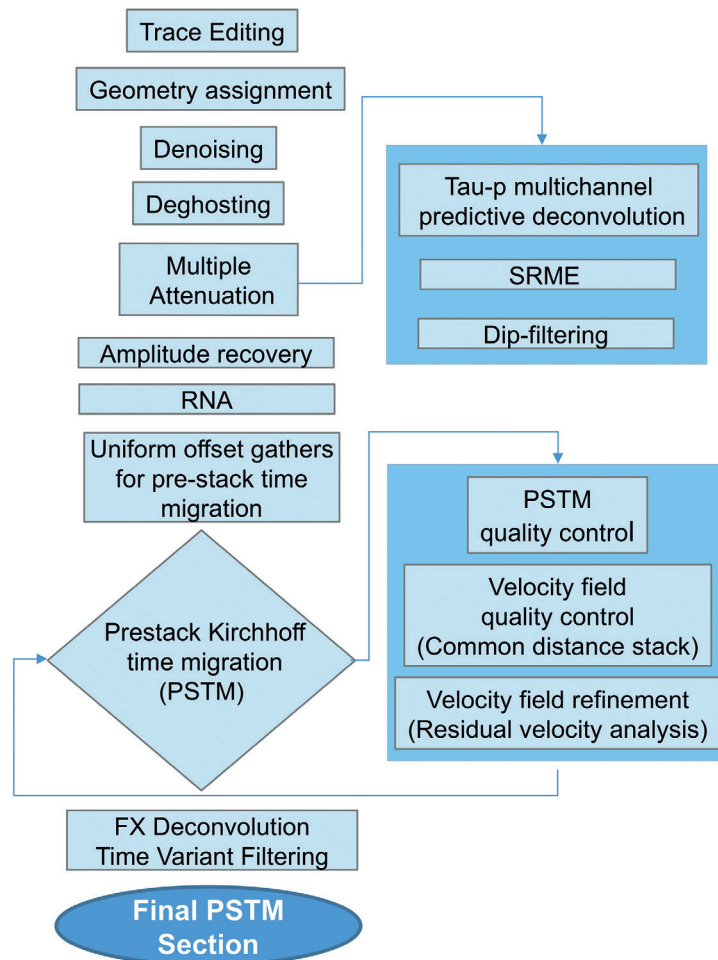 Trace Editing
Geometry assignment
Denoising
Deghosting
Multiple
Attenuation
Tau-p multichannel
predictive deconvolution
SRME
Dip-filtering
Amplitude recovery
RNA
Uniform offset gathers
for pre-stack time
migration
Prestack Kirchhoff
time migration
(PSTM)
PSTM
quality control
Velocity field
quality control
(Common distance stack)
Velocity field refinement
(Residual velocity analysis)
FX Deconvolution
Time Variant Filtering
Final PSTM
Section